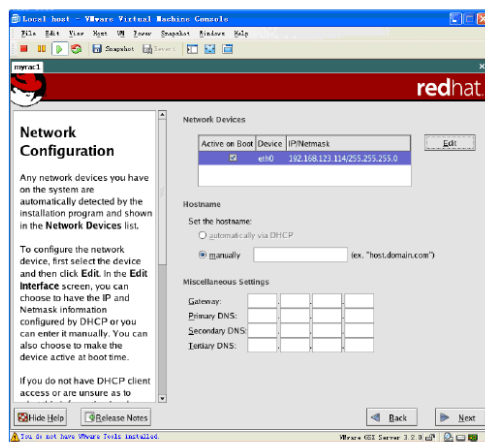 Local host - VMware Virtual Machine Console
File Edit View Host VM Power Snapshot Windows Help
Snapshot Revert
myrac1
redhat.
Network
Configuration
Any network devices you have
on the system are
automatically detected by the
installation program and shown
in the Network Devices list.
To configure the network
device, first select the device
and then click Edit. In the Edit
Interface screen, you can
choose to have the IP and
Netmask information
configured by DHCP or you
can enter it manually. You can
also choose to make the
device active at boot time.
If you do not have DHCP client
access or are unsure as to
Network Devices
Active on Boot Device IP/Netmask
eth0 192.168.123.114/255.255.255.0
Edit
Hostname
Set the hostname:
automatically via DHCP
manually (ex. "host.domain.com")
Miscellaneous Settings
Gateway:
Primary DNS:
Secondary DNS:
Tertiary DNS:
Hide Help Release Notes Back Next
You do not have VMware Tools installed. VMware GSX Server 3.2.0